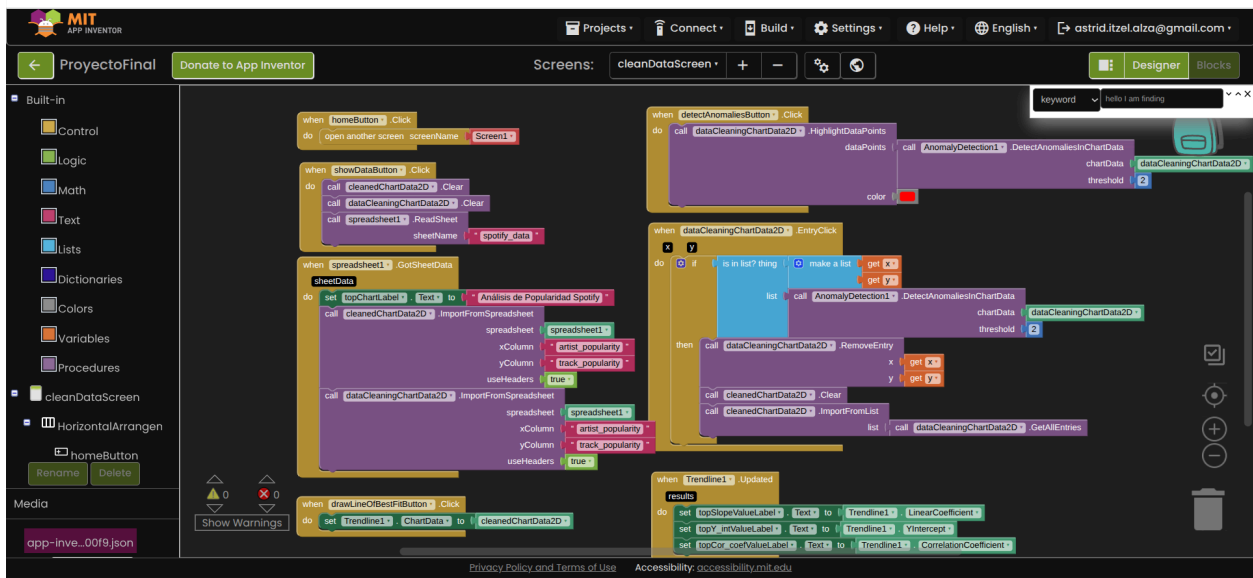 MIT
APP INVENTOR
Projects
Connect
Build
Settings
Help
English
astrid.itzel.alza@gmail.com
ProyectoFinal
Donate to App Inventor
Screens:
cleanDataScreen
+
−
Designer
Blocks
keyword
hello I am finding
Built-in
Control
Logic
Math
Text
Lists
Dictionaries
Colors
Variables
Procedures
cleanDataScreen
HorizontalArrangen
homeButton
Rename
Delete
Media
app-inve...00f9.json
when homeButton .Click
do open another screen screenName Screen1
when showDataButton .Click
do call cleanedChartData2D .Clear
call dataCleaningChartData2D .Clear
call spreadsheet1 .ReadSheet
sheetName " spotify_data "
when spreadsheet1 .GotSheetData
sheetData
do set topChartLabel . Text to " Análisis de Popularidad Spotify "
call cleanedChartData2D .ImportFromSpreadsheet
spreadsheet spreadsheet1
xColumn " artist_popularity "
yColumn " track_popularity "
useHeaders true
call dataCleaningChartData2D .ImportFromSpreadsheet
spreadsheet spreadsheet1
xColumn " artist_popularity "
yColumn " track_popularity "
useHeaders true
when drawLineOfBestFitButton .Click
do set Trendline1 . ChartData to cleanedChartData2D
when detectAnomaliesButton .Click
do call dataCleaningChartData2D .HighlightDataPoints
dataPoints call AnomalyDetection1 .DetectAnomaliesInChartData
chartData dataCleaningChartData2D
threshold 2
color
when dataCleaningChartData2D .EntryClick
x y
do if is in list? thing make a list get x
get y
list call AnomalyDetection1 .DetectAnomaliesInChartData
chartData dataCleaningChartData2D
threshold 2
then call dataCleaningChartData2D .RemoveEntry
x get x
y get y
call cleanedChartData2D .Clear
call cleanedChartData2D .ImportFromList
list call dataCleaningChartData2D .GetAllEntries
when Trendline1 .Updated
results
do set topSlopeValueLabel . Text to Trendline1 . LinearCoefficient
set topY_intValueLabel . Text to Trendline1 . YIntercept
set topCor_coefValueLabel . Text to Trendline1 . CorrelationCoefficient
0
0
Show Warnings
Privacy Policy and Terms of Use
Accessibility: accessibility.mit.edu